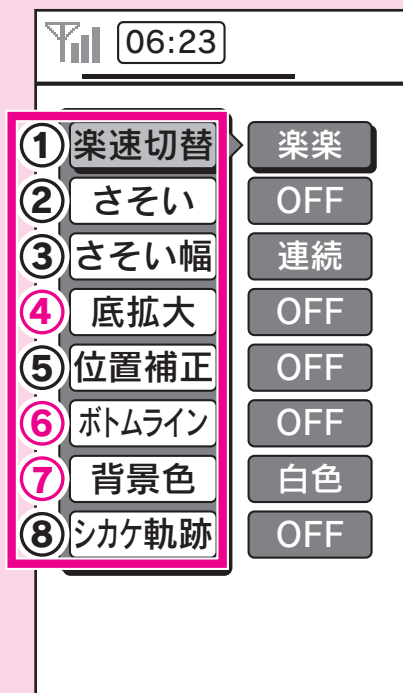 06:23
① 楽速切替 楽楽
② さそい OFF
③ さそい幅 連続
④ 底拡大 OFF
⑤ 位置補正 OFF
⑥ ボトムライン OFF
⑦ 背景色 白色
⑧ シカケ軌跡 OFF